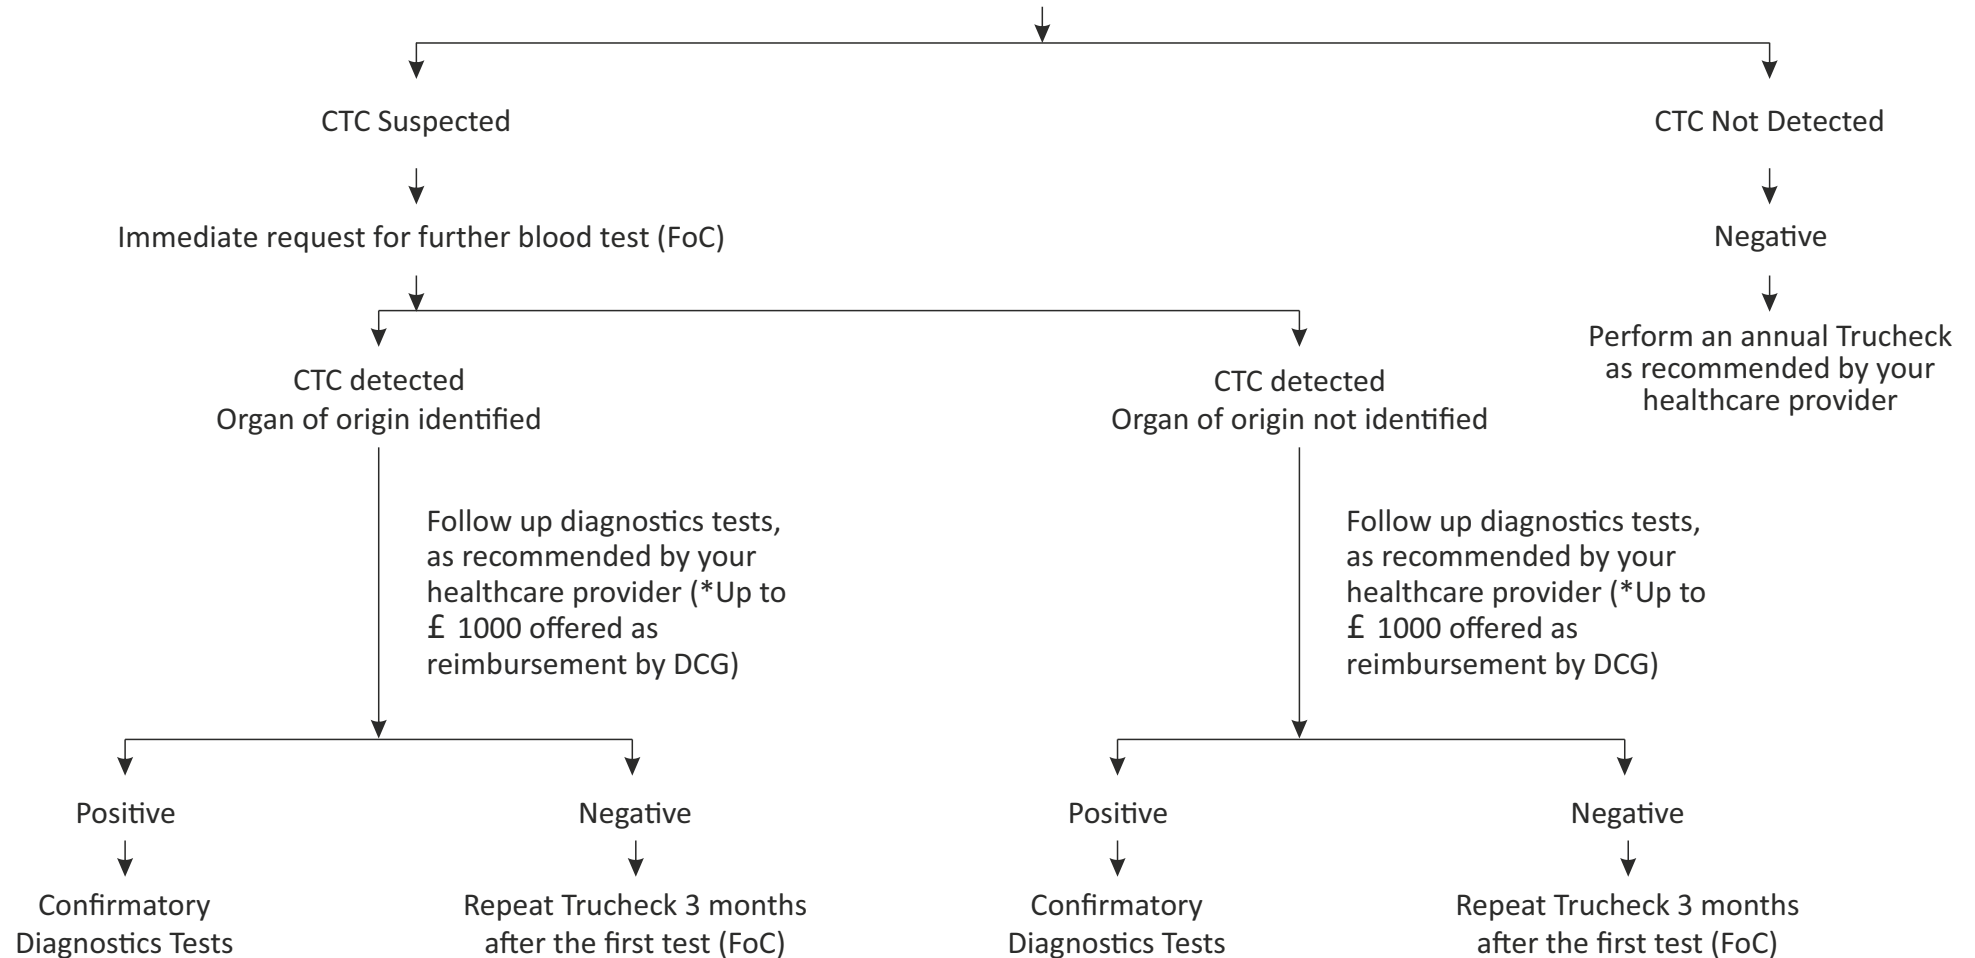 CTC Suspected
CTC Not Detected
Immediate request for further blood test (FoC)
Negative
Perform an annual Trucheck
as recommended by your
healthcare provider
CTC detected
Organ of origin identified
CTC detected
Organ of origin not identified
Follow up diagnostics tests,
as recommended by your
healthcare provider (*Up to
£ 1000 offered as
reimbursement by DCG)
Follow up diagnostics tests,
as recommended by your
healthcare provider (*Up to
£ 1000 offered as
reimbursement by DCG)
Positive
Negative
Positive
Negative
Confirmatory
Diagnostics Tests
Repeat Trucheck 3 months
after the first test (FoC)
Confirmatory
Diagnostics Tests
Repeat Trucheck 3 months
after the first test (FoC)